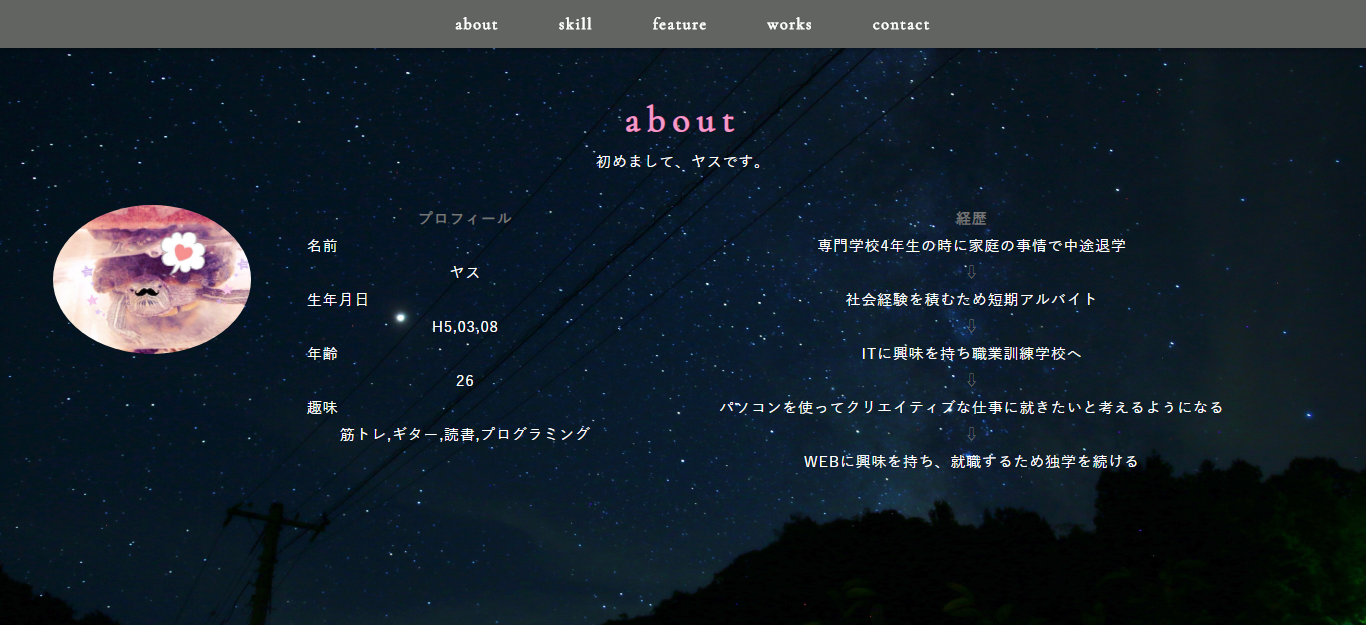 about skill feature works contact
about
初めまして、ヤスです。
プロフィール
名前
ヤス
生年月日
H5,03,08
年齢
26
趣味
筋トレ,ギター,読書,プログラミング
経歴
専門学校4年生の時に家庭の事情で中途退学
⇩
社会経験を積むため短期アルバイト
⇩
ITに興味を持ち職業訓練学校へ
⇩
パソコンを使ってクリエイティブな仕事に就きたいと考えるようになる
⇩
WEBに興味を持ち、就職するため独学を続ける